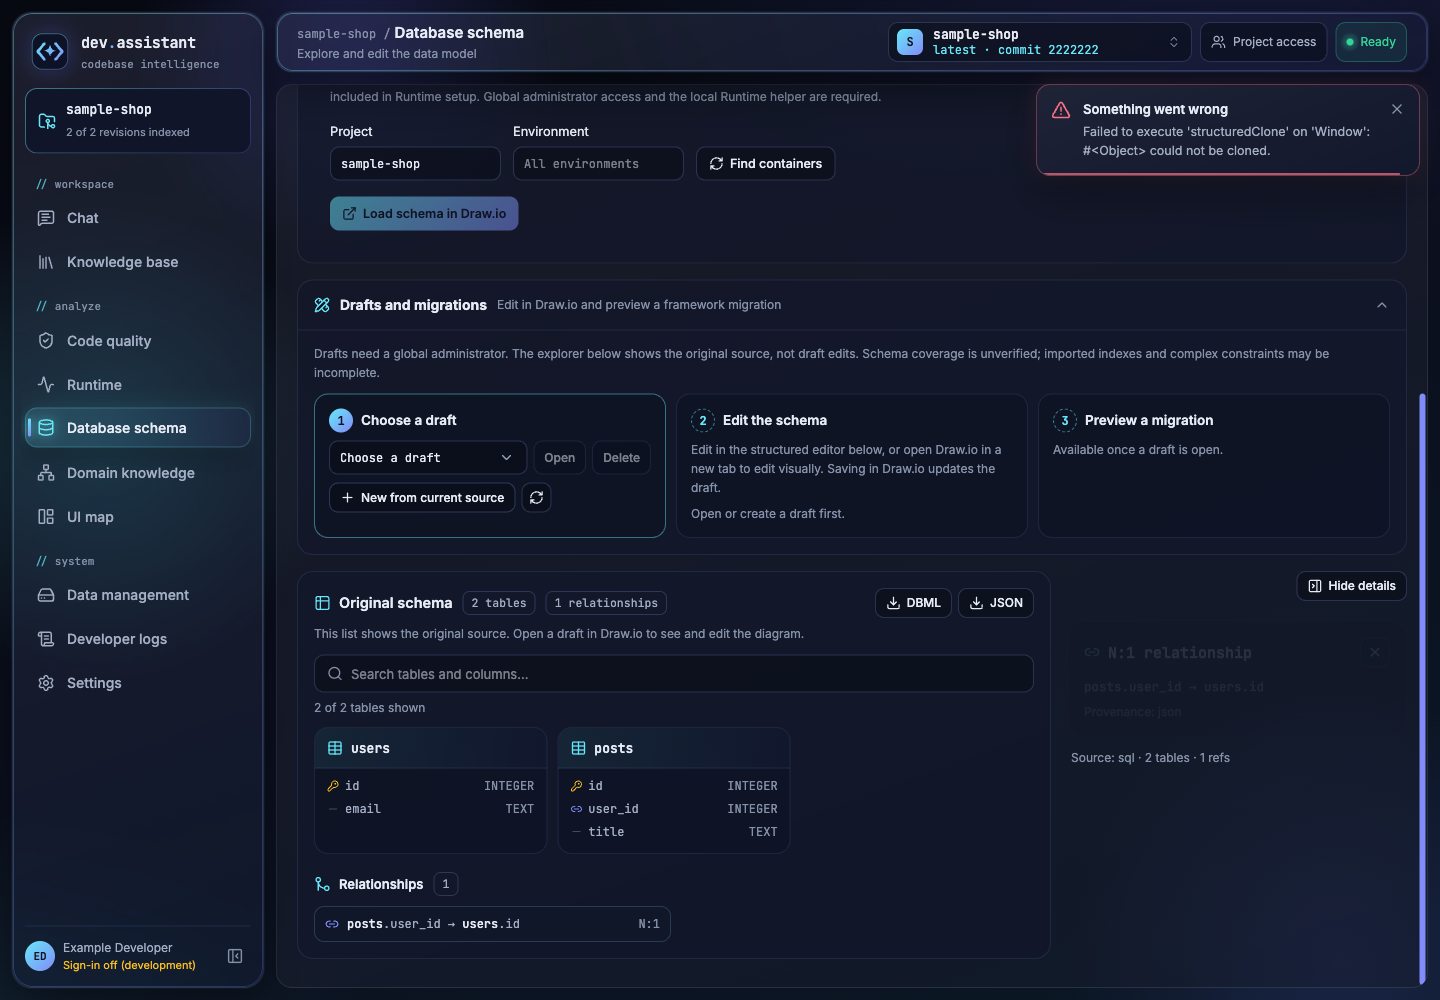 dev.assistant
codebase intelligence
sample-shop
2 of 2 revisions indexed
// workspace
Chat
Knowledge base
// analyze
Code quality
Runtime
Database schema
Domain knowledge
UI map
// system
Data management
Developer logs
Settings
ED
Example Developer
Sign-in off (development)
sample-shop / Database schema
Explore and edit the data model
S
sample-shop
latest · commit 2222222
Project access
Ready
Something went wrong
Failed to execute 'structuredClone' on 'Window':
#<Object> could not be cloned.
included in Runtime setup. Global administrator access and the local Runtime helper are required.
Project
Environment
sample-shop
All environments
Find containers
Load schema in Draw.io
Drafts and migrations
Edit in Draw.io and preview a framework migration
Drafts need a global administrator. The explorer below shows the original source, not draft edits. Schema coverage is unverified; imported indexes and complex constraints may be
incomplete.
1 Choose a draft
Choose a draft
Open
Delete
New from current source
2 Edit the schema
Edit in the structured editor below, or open Draw.io in a
new tab to edit visually. Saving in Draw.io updates the
draft.
Open or create a draft first.
3 Preview a migration
Available once a draft is open.
Original schema
2 tables
1 relationships
DBML
JSON
This list shows the original source. Open a draft in Draw.io to see and edit the diagram.
Search tables and columns...
2 of 2 tables shown
users
id INTEGER
email TEXT
posts
id INTEGER
user_id INTEGER
title TEXT
Relationships 1
posts.user_id → users.id N:1
Hide details
N:1 relationship
posts.user_id → users.id
Provenance: json
Source: sql · 2 tables · 1 refs